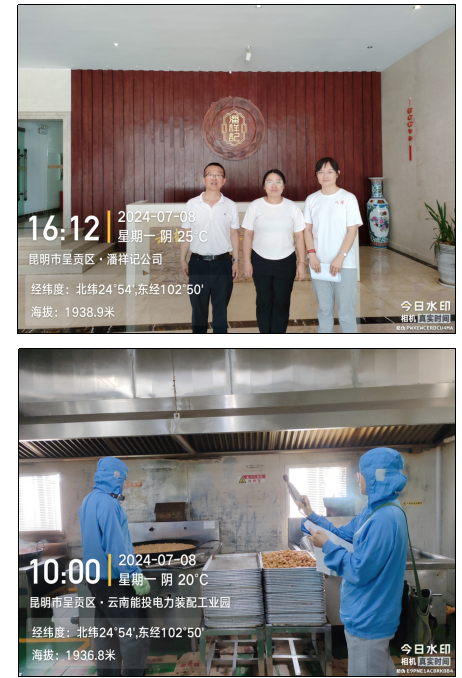 潘祥记
16:12
2024-07-08
星期一 阴 25℃
昆明市呈贡区·潘祥记公司
经纬度：北纬24°54',东经102°50'
海拔：1938.9米
今日水印
相机 真实时间
10:00
2024-07-08
星期一 阴 20℃
昆明市呈贡区·云南能投电力装配工业园
经纬度：北纬24°54',东经102°50'
海拔：1936.8米
今日水印
相机 真实时间